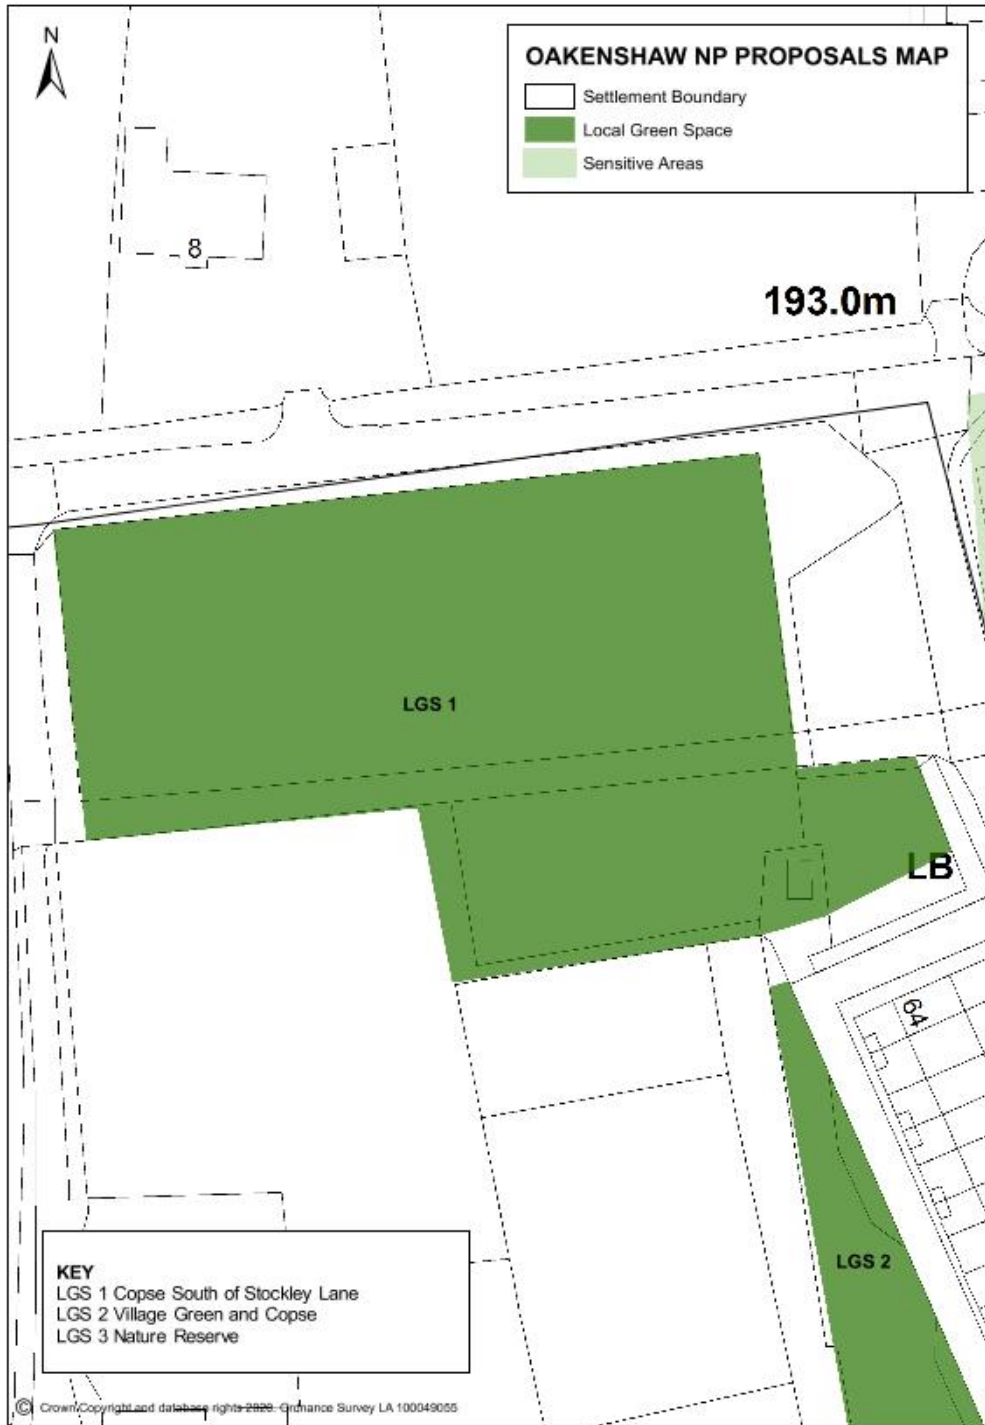 N
OAKENSHAW NP PROPOSALS MAP
Settlement Boundary
Local Green Space
Sensitive Areas
8
193.0m
LGS 1
LB
64
LGS 2
KEY
LGS 1 Copse South of Stockley Lane
LGS 2 Village Green and Copse
LGS 3 Nature Reserve
© Crown Copyright and database rights 2020. Ordnance Survey LA 100049055